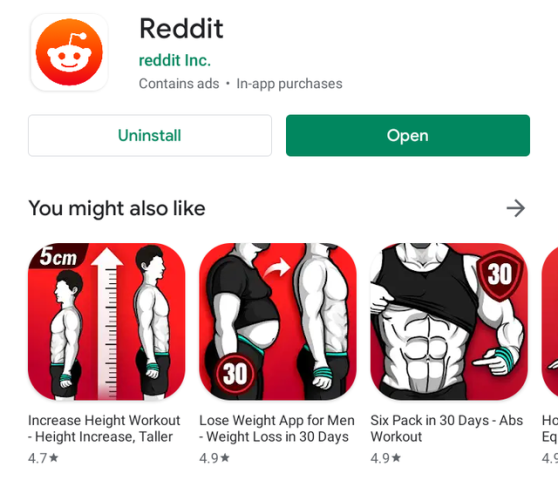 Reddit
reddit Inc.
Contains ads • In-app purchases
Uninstall
Open
You might also like
5cm
30
30
Increase Height Workout
- Height Increase, Taller
4.7★
Lose Weight App for Men
- Weight Loss in 30 Days
4.9★
Six Pack in 30 Days - Abs
Workout
4.9★
Ho
Eq
4.9